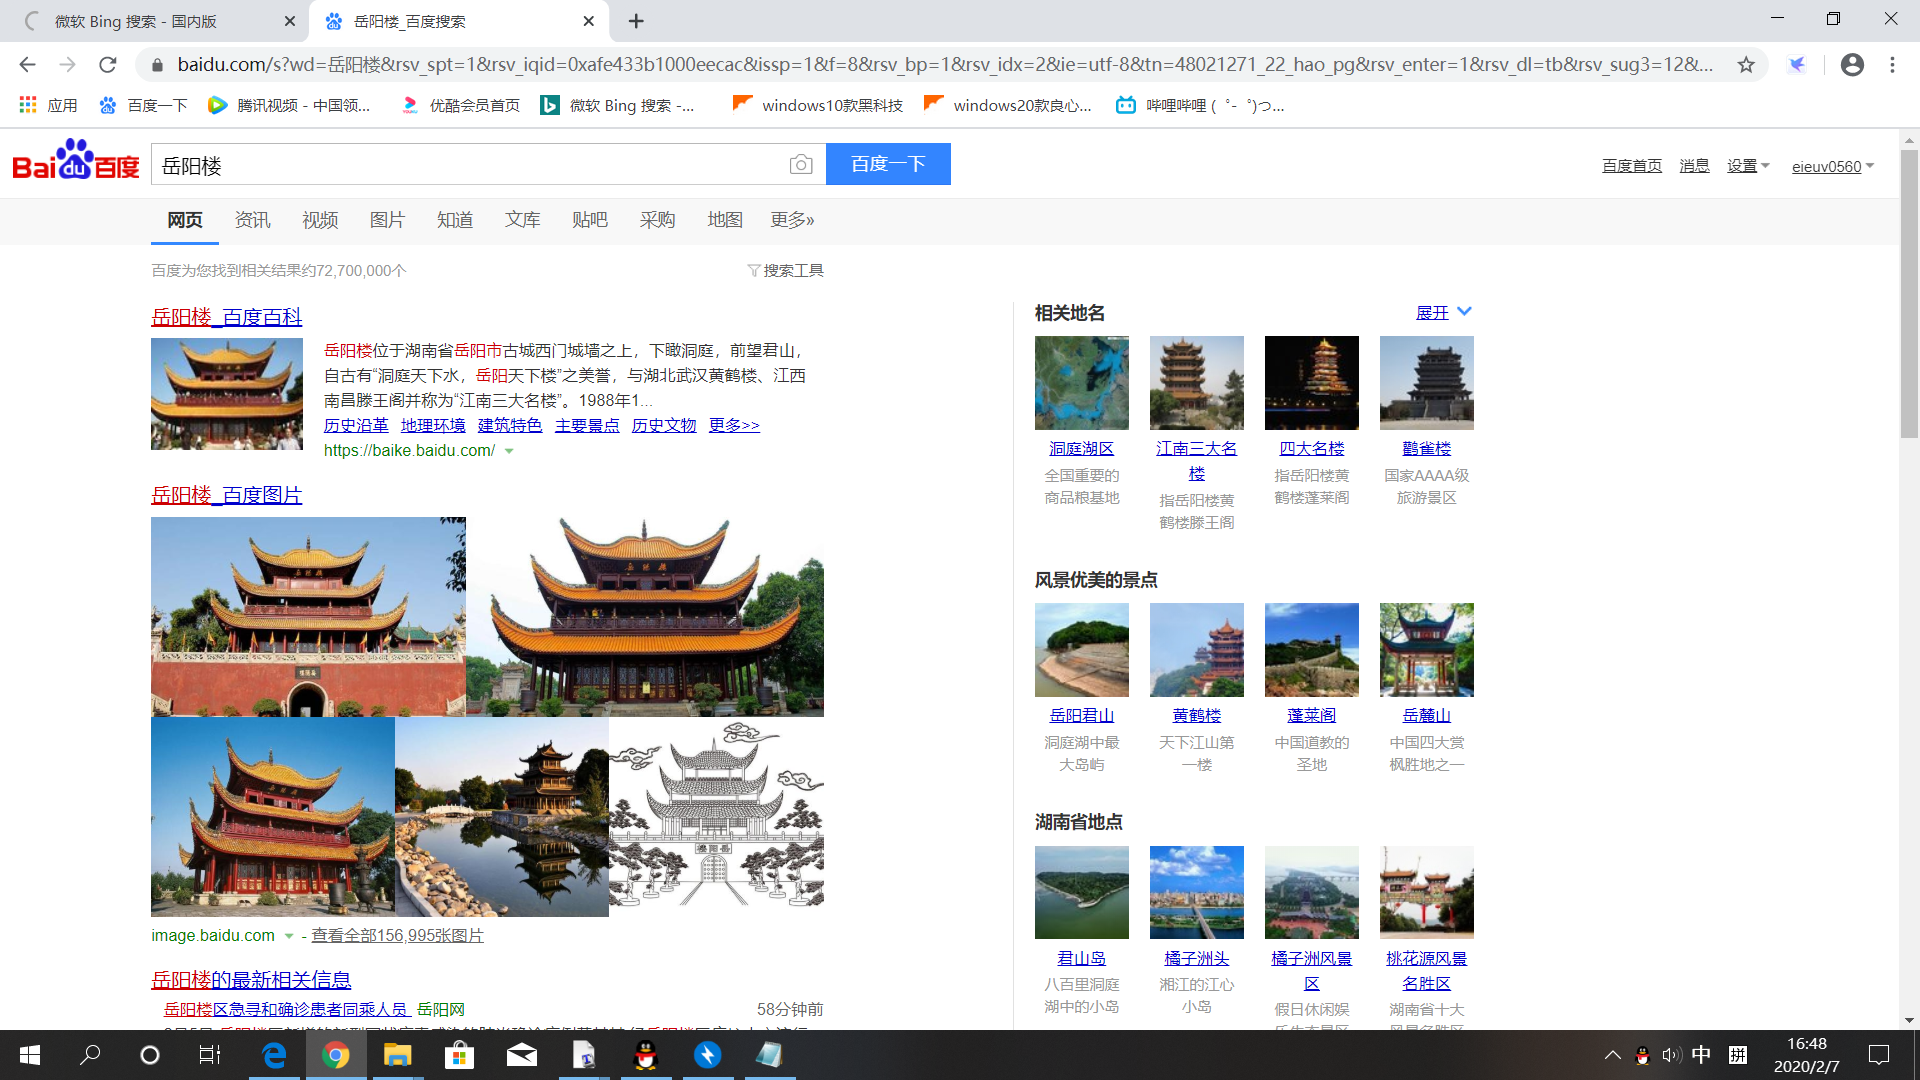 微软 Bing 搜索 - 国内版
岳阳楼_百度搜索
baidu.com/s?wd=岳阳楼&rsv_spt=1&rsv_iqid=0xafe433b1000eecac&issp=1&f=8&rsv_bp=1&rsv_idx=2&ie=utf-8&tn=48021271_22_hao_pg&rsv_enter=1&rsv_dl=tb&rsv_sug3=12&...
应用 百度一下 腾讯视频 - 中国领... 优酷会员首页 微软 Bing 搜索 -... windows10款黑科技 windows20款良心... 哔哩哔哩 ( ゜- ゜)つ...
Bai du 百度
岳阳楼
百度一下
百度首页 消息 设置 eieuv0560
网页 资讯 视频 图片 知道 文库 贴吧 采购 地图 更多»
百度为您找到相关结果约72,700,000个
搜索工具
岳阳楼_百度百科
岳阳楼位于湖南省岳阳市古城西门城墙之上，下瞰洞庭，前望君山，
自古有“洞庭天下水，岳阳天下楼”之美誉，与湖北武汉黄鹤楼、江西
南昌滕王阁并称为“江南三大名楼”。1988年1...
历史沿革 地理环境 建筑特色 主要景点 历史文物 更多>>
https://baike.baidu.com/
岳阳楼_百度图片
image.baidu.com - 查看全部156,995张图片
岳阳楼的最新相关信息
岳阳楼区急寻和确诊患者同乘人员 岳阳网 58分钟前
相关地名 展开
洞庭湖区
全国重要的
商品粮基地
江南三大名
楼
指岳阳楼黄
鹤楼滕王阁
四大名楼
指岳阳楼黄
鹤楼蓬莱阁
鹳雀楼
国家AAAA级
旅游景区
风景优美的景点
岳阳君山
洞庭湖中最
大岛屿
黄鹤楼
天下江山第
一楼
蓬莱阁
中国道教的
圣地
岳麓山
中国四大赏
枫胜地之一
湖南省地点
君山岛
八百里洞庭
湖中的小岛
橘子洲头
湘江的江心
小岛
橘子洲风景
区
假日休闲娱
桃花源风景
名胜区
湖南省十大
中 拼
16:48
2020/2/7